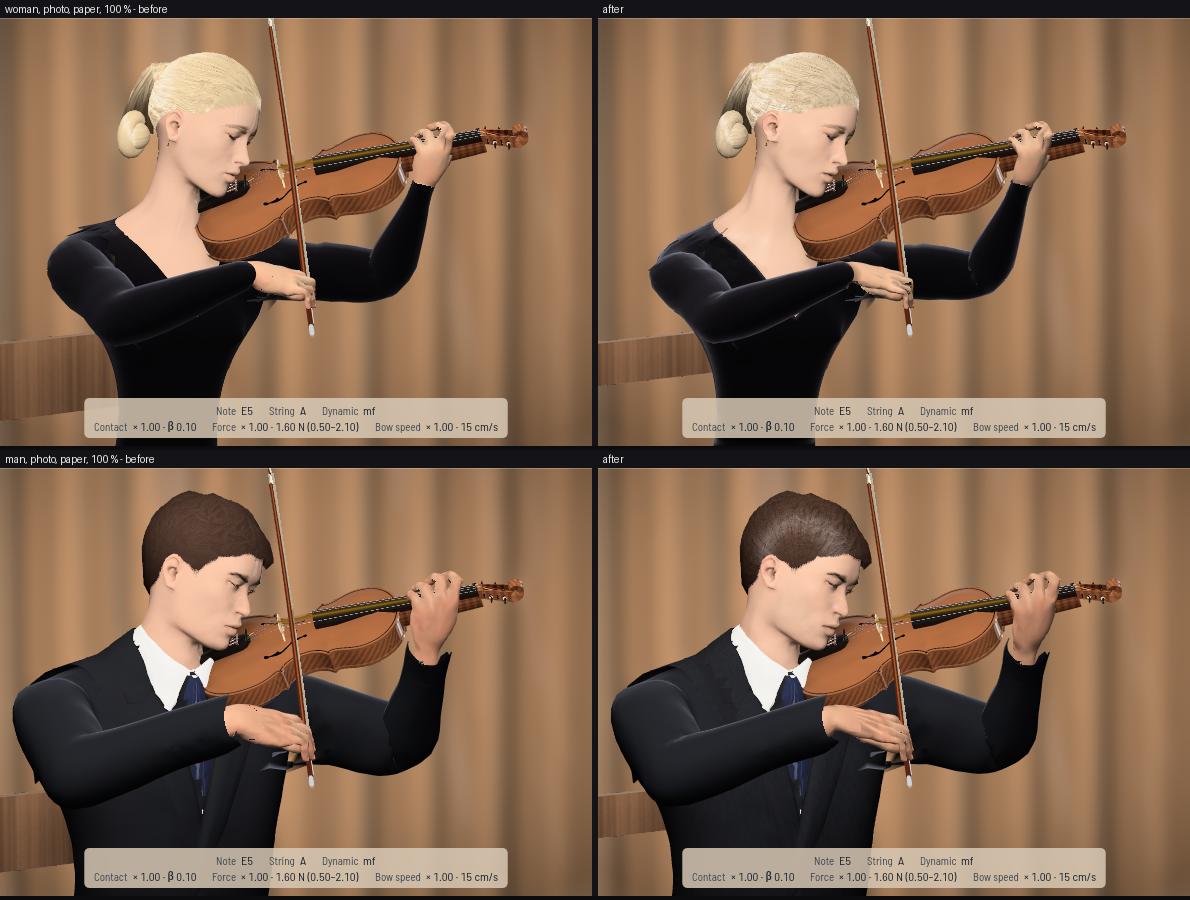 woman, photo, paper, 100 % - before
after
Note E5 String A Dynamic mf
Contact × 1.00 · β 0.10 Force × 1.00 · 1.60 N (0.50–2.10) Bow speed × 1.00 · 15 cm/s
Note E5 String A Dynamic mf
Contact × 1.00 · β 0.10 Force × 1.00 · 1.60 N (0.50–2.10) Bow speed × 1.00 · 15 cm/s
man, photo, paper, 100 % - before
after
Note E5 String A Dynamic mf
Contact × 1.00 · β 0.10 Force × 1.00 · 1.60 N (0.50–2.10) Bow speed × 1.00 · 15 cm/s
Note E5 String A Dynamic mf
Contact × 1.00 · β 0.10 Force × 1.00 · 1.60 N (0.50–2.10) Bow speed × 1.00 · 15 cm/s